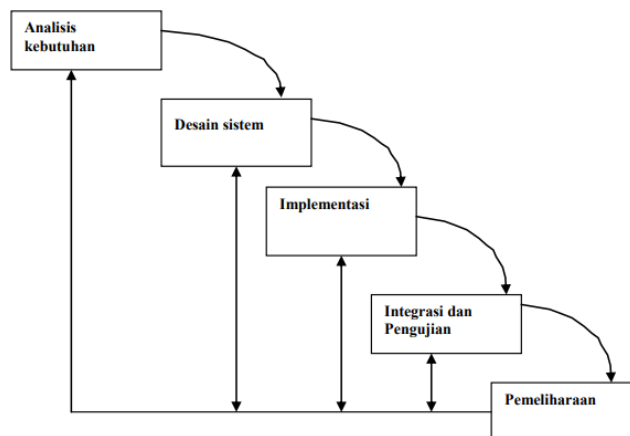 Analisis
kebutuhan
Desain sistem
Implementasi
Integrasi dan
Pengujian
Pemeliharaan